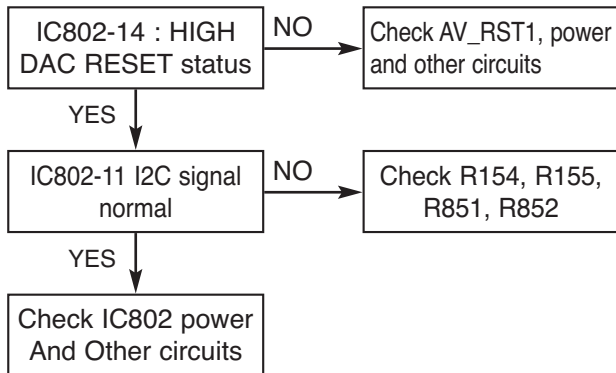 IC802-14 : HIGH
DAC RESET status
NO
Check AV_RST1, power
and other circuits
YES
IC802-11 I2C signal
normal
NO
Check R154, R155,
R851, R852
YES
Check IC802 power
And Other circuits